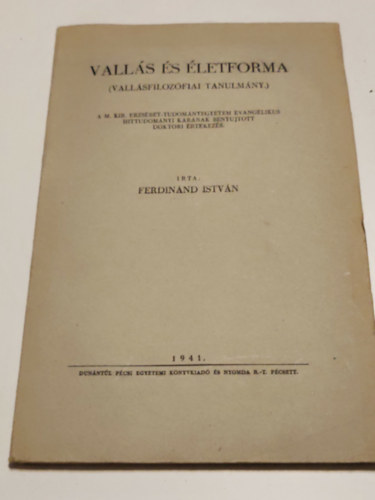 VALLÁS ÉS ÉLETFORMA
(VALLÁSFILOZÓFIAI TANULMÁNY.)
A M. KIR. ERZSÉBET TUDOMÁNYEGYETEM EVANGÉLIKUS
HITTUDOMÁNYI KARÁNAK BENYUJTOTT
DOKTORI ÉRTEKEZÉS
IRTA:
FERDINAND ISTVÁN
1941.
DUNÁNTÚL PÉCSI EGYETEMI KÖNYVKIADÓ ÉS NYOMDA R.-T. PÉCSETT.